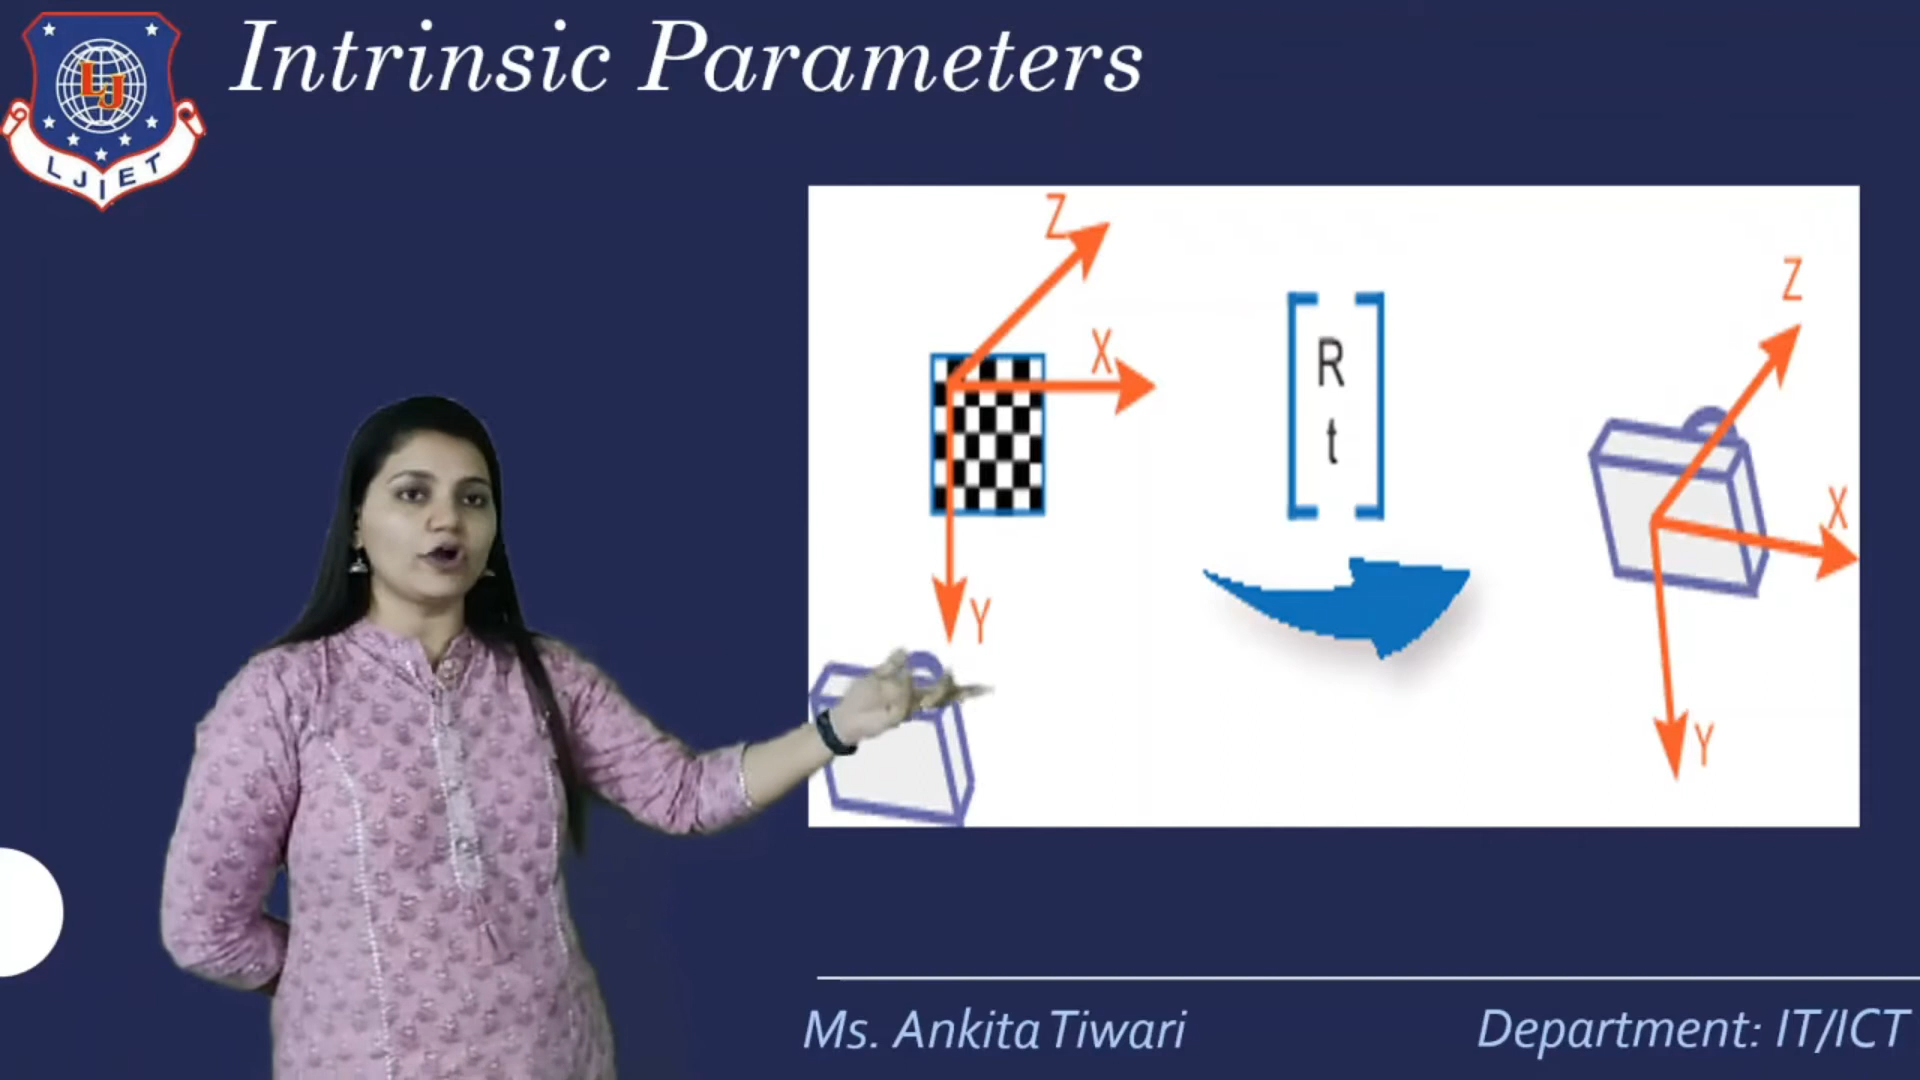 Intrinsic Parameters
LJ
LJIET
Z
X
Y
R
t
Z
X
Y
Ms. Ankita Tiwari
Department: IT/ICT